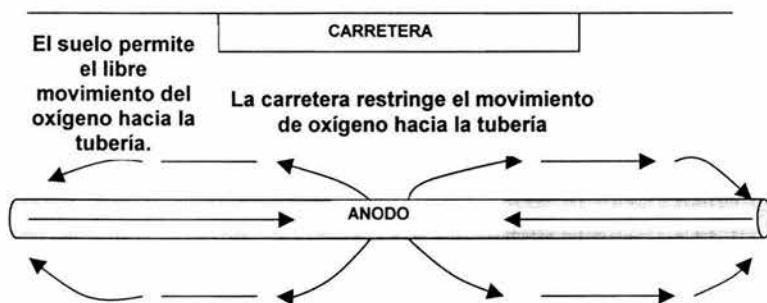 CARRETERA
El suelo permite
el libre
movimiento del
oxígeno hacia la
tubería.
La carretera restringe el movimiento
de oxígeno hacia la tubería
ANODO